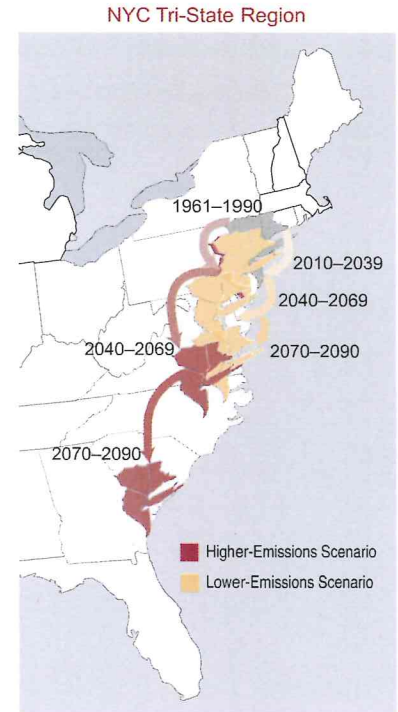 NYC Tri-State Region
1961–1990
2010–2039
2040–2069
2040–2069
2070–2090
2070–2090
Higher-Emissions Scenario
Lower-Emissions Scenario